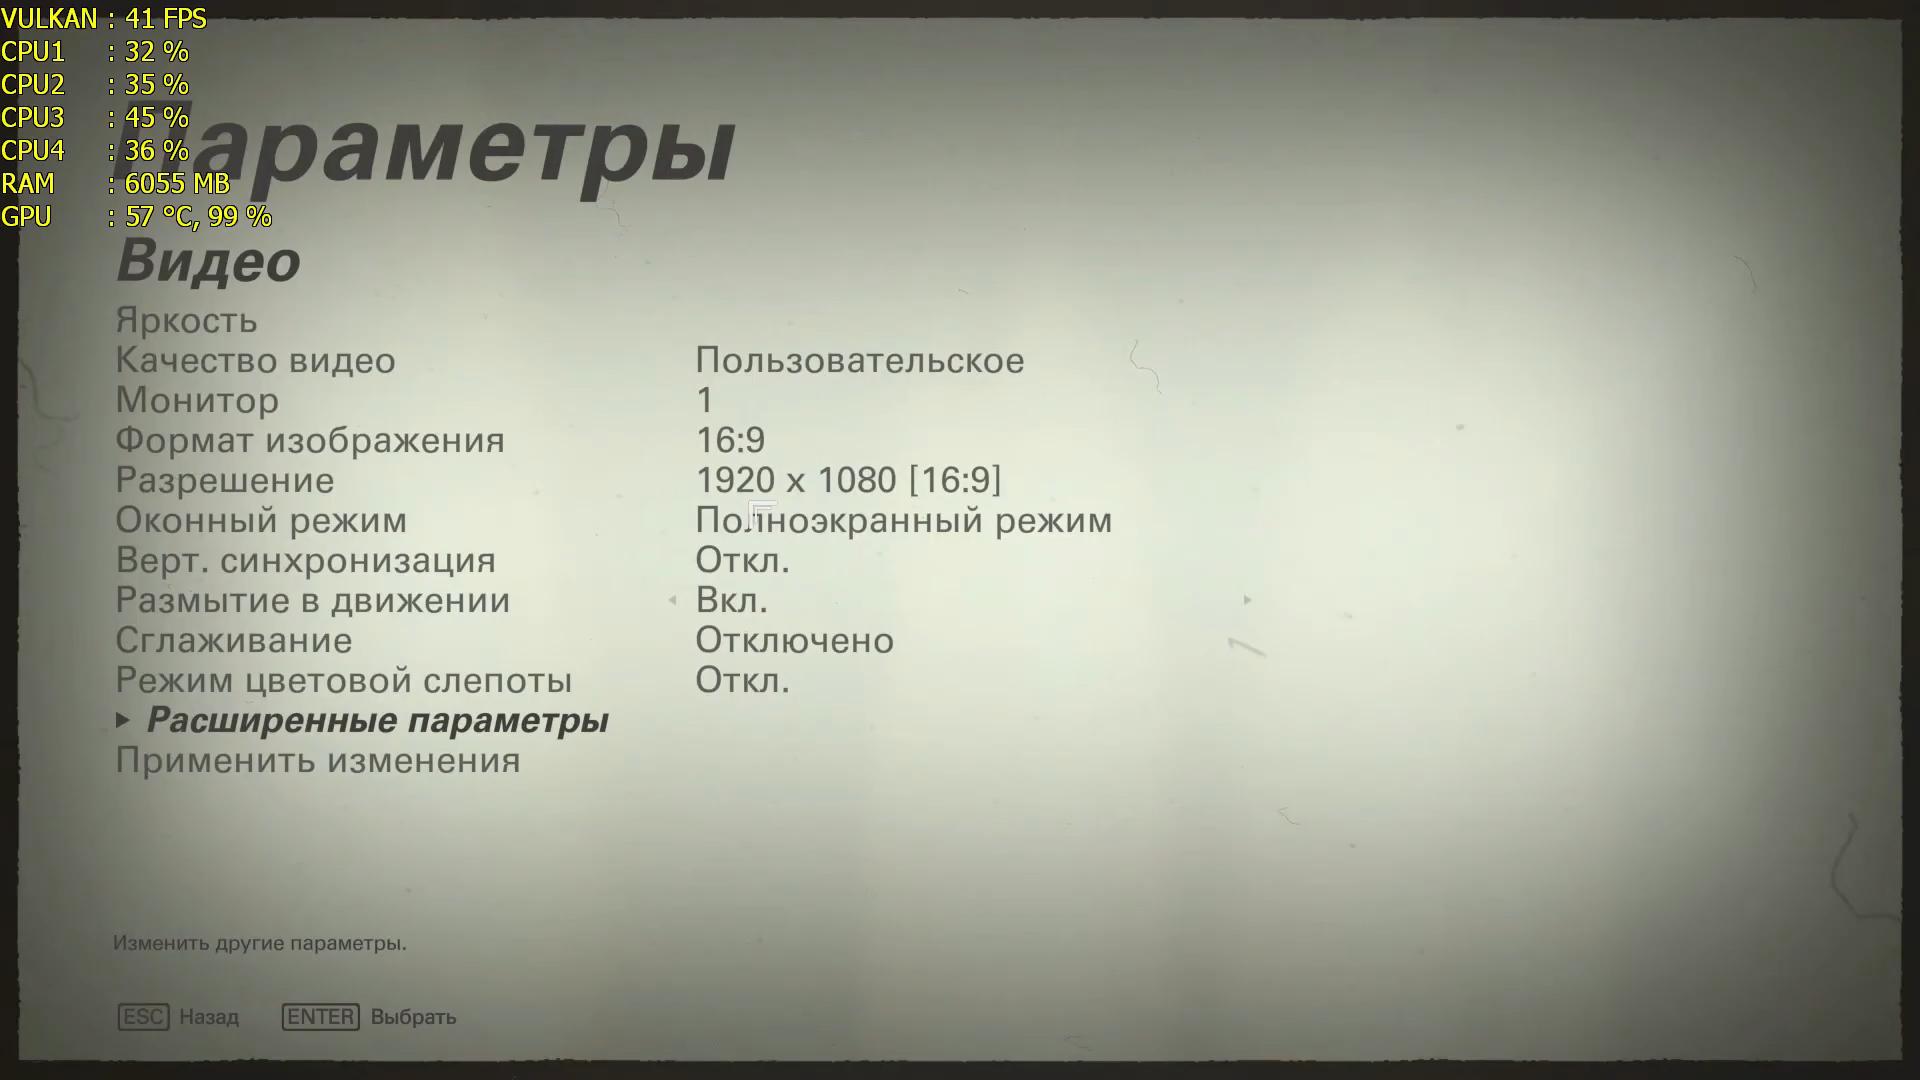 VULKAN : 41 FPS
CPU1 : 32 %
CPU2 : 35 %
CPU3 : 45 %
CPU4 : 36 %
RAM : 6055 MB
GPU : 57 °C, 99 %
Параметры
Видео
Яркость
Качество видео Пользовательское
Монитор 1
Формат изображения 16:9
Разрешение 1920 x 1080 [16:9]
Оконный режим Полноэкранный режим
Верт. синхронизация Откл.
Размытие в движении Вкл.
Сглаживание Отключено
Режим цветовой слепоты Откл.
Расширенные параметры
Применить изменения
Изменить другие параметры.
ESC Назад ENTER Выбрать